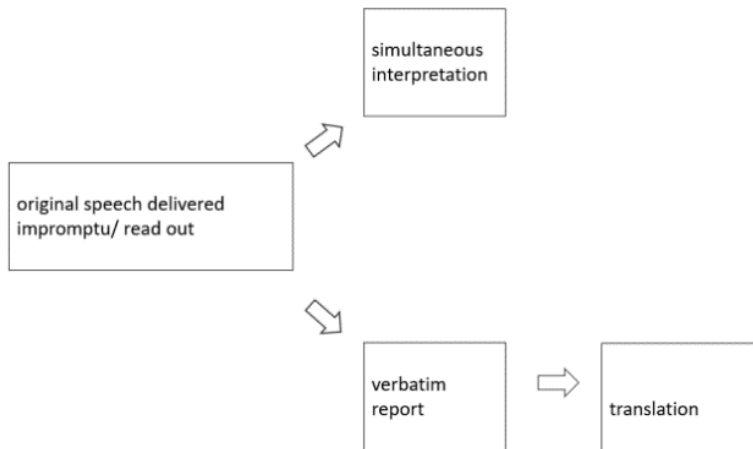 simultaneous
interpretation
original speech delivered
impromptu/ read out
verbatim
report
translation